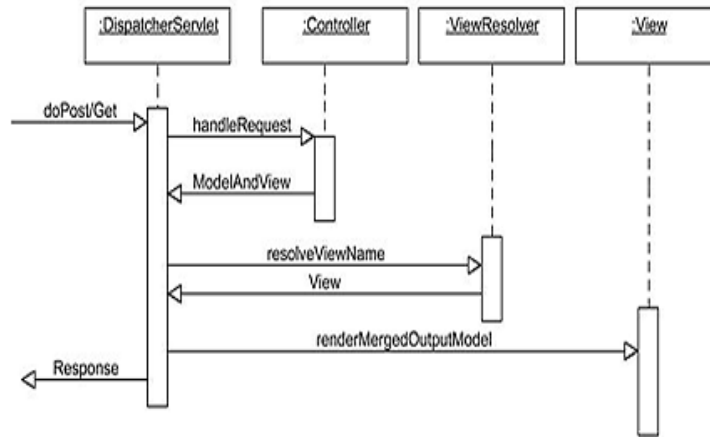 :DispatcherServlet
:Controller
:ViewResolver
:View
doPost/Get
handleRequest
ModelAndView
resolveViewName
View
renderMergedOutputModel
Response